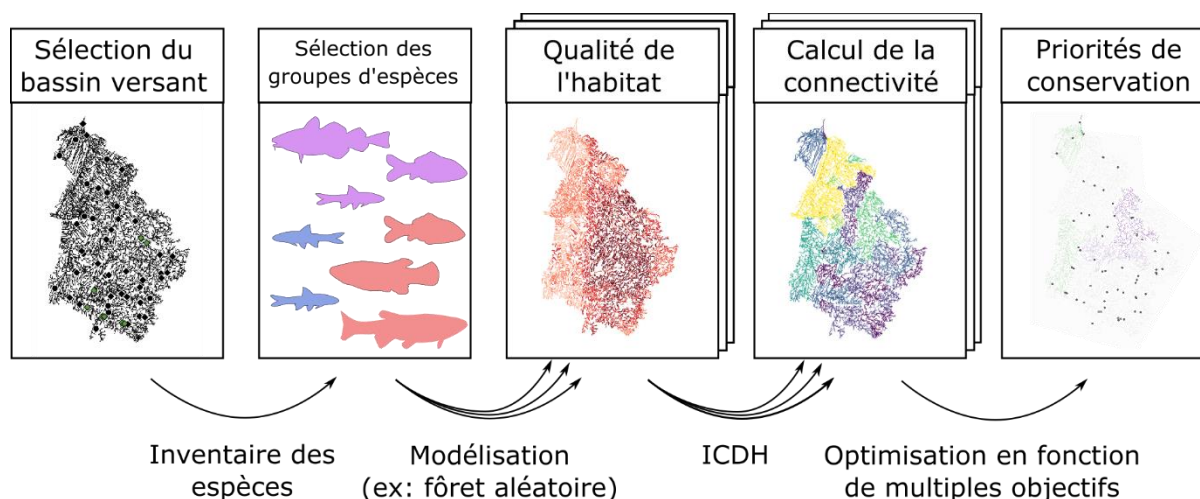 Sélection du
bassin versant
Sélection des
groupes d'espèces
Qualité de
l'habitat
Calcul de la
connectivité
Priorités de
conservation
Inventaire des
espèces
Modélisation
(ex: fôret aléatoire)
ICDH
Optimisation en fonction
de multiples objectifs